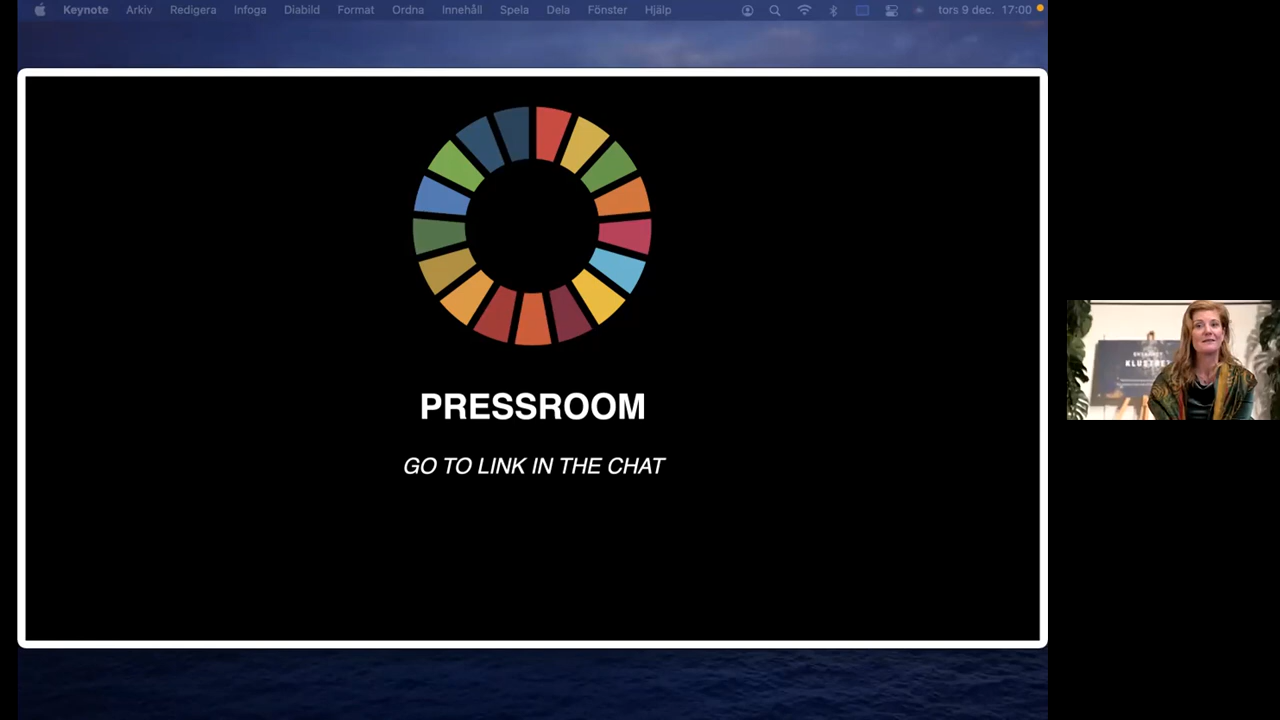 Keynote Arkiv Redigera Infoga Diabild Format Ordna Innehåll Spela Dela Fönster Hjälp tors 9 dec. 17:00
PRESSROOM
GO TO LINK IN THE CHAT
KLUSTRET